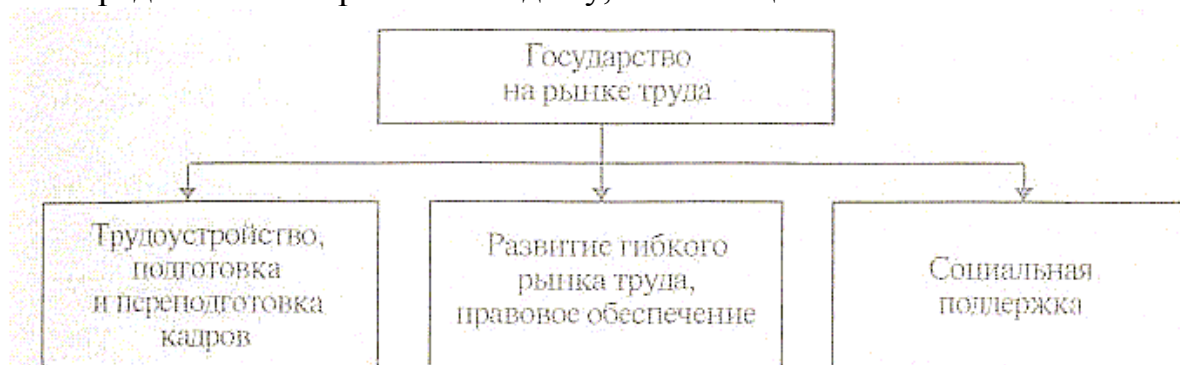 Государство
на рынке труда
Трудоустройство,
подготовка
и переподготовка
кадров
Развитие гибкого
рынка труда,
правовое обеспечение
Социальная
поддержка